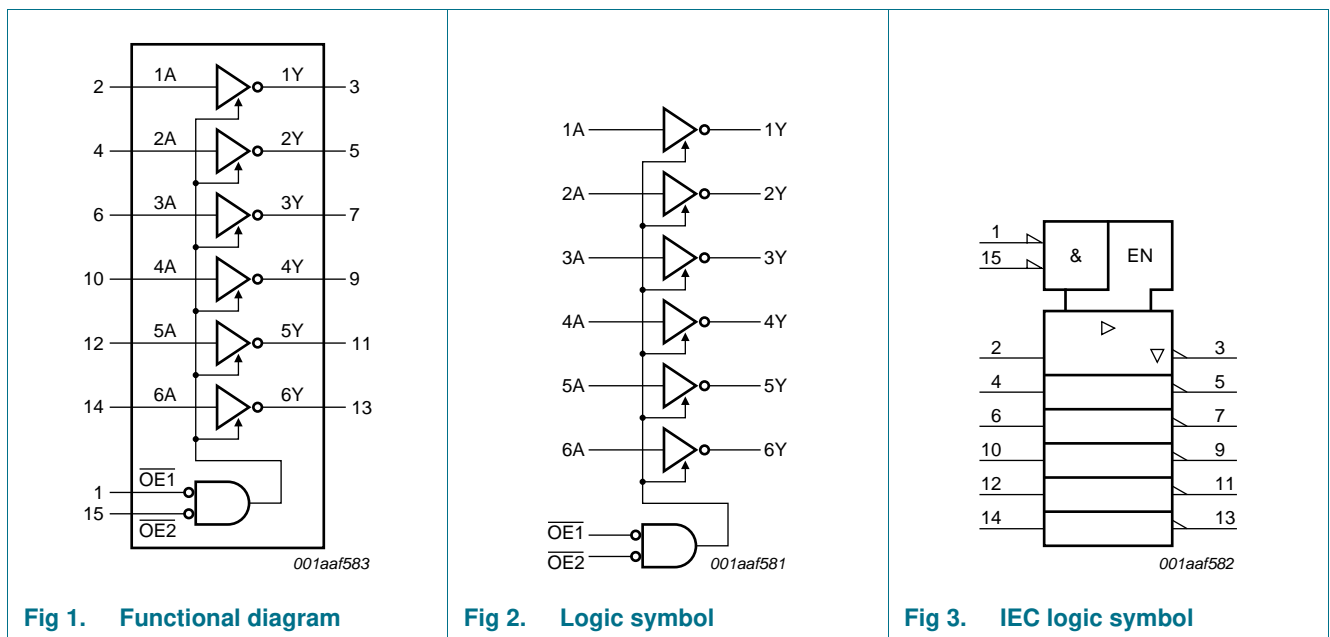 2 1A 1Y 3
4 2A 2Y 5
6 3A 3Y 7
10 4A 4Y 9
12 5A 5Y 11
14 6A 6Y 13
1 OE1
15 OE2
001aaf583
Fig 1. Functional diagram
1A 1Y
2A 2Y
3A 3Y
4A 4Y
5A 5Y
6A 6Y
OE1
OE2
001aaf581
Fig 2. Logic symbol
1
15
& EN
2 3
4 5
6 7
10 9
12 11
14 13
001aaf582
Fig 3. IEC logic symbol